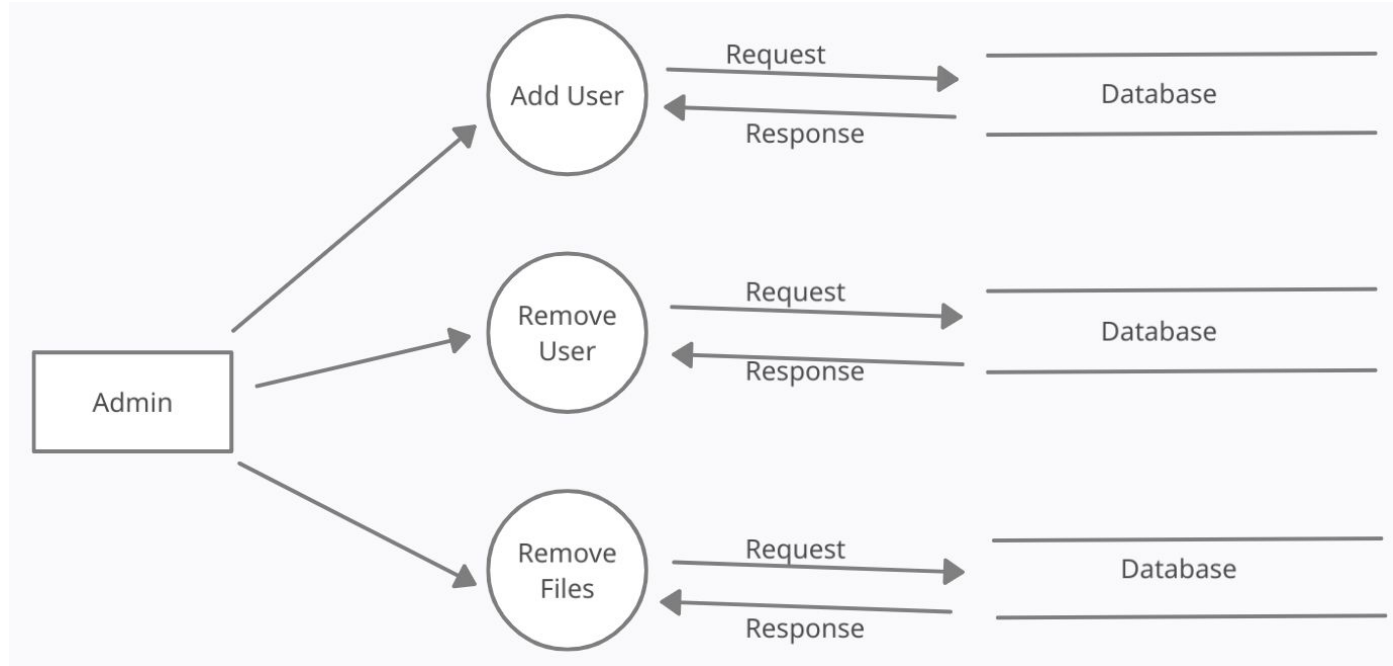 Request
Add User
Database
Response
Request
Remove
User
Database
Response
Admin
Request
Remove
Files
Database
Response